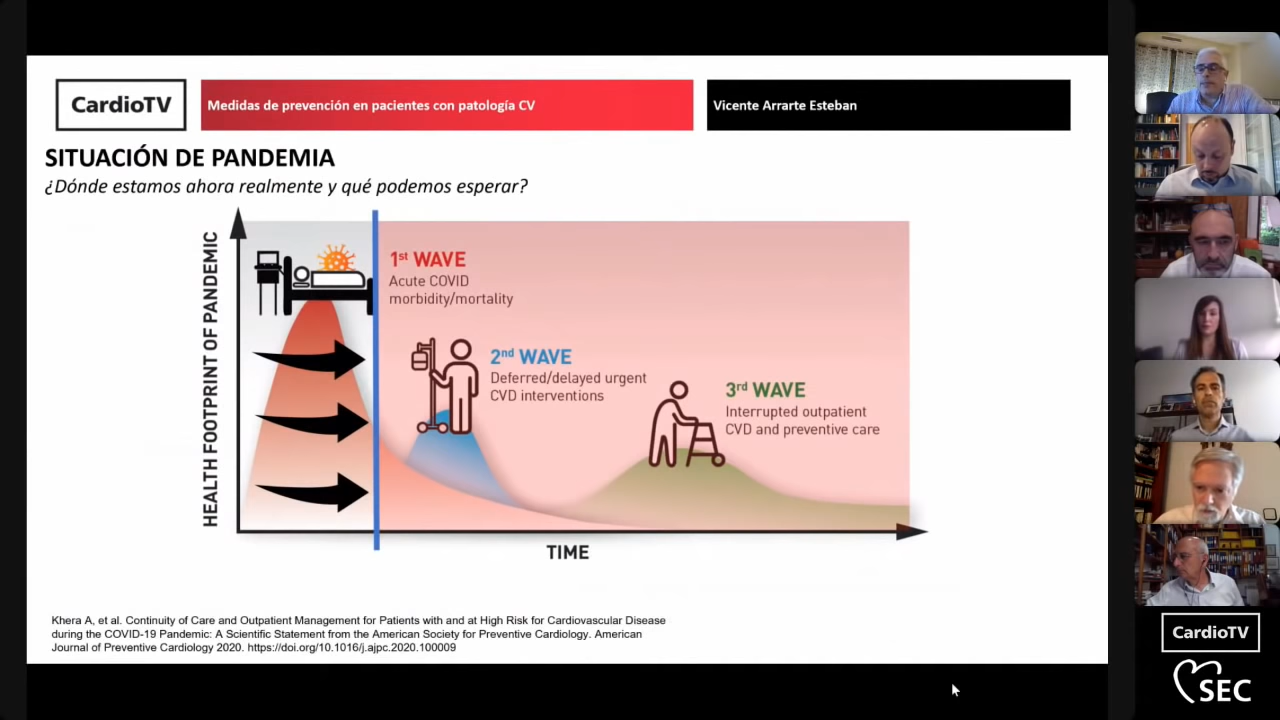 CardioTV
Medidas de prevención en pacientes con patología CV
Vicente Arrarte Esteban
SITUACIÓN DE PANDEMIA
¿Dónde estamos ahora realmente y qué podemos esperar?
HEALTH FOOTPRINT OF PANDEMIC
1st WAVE
Acute COVID
morbidity/mortality
2nd WAVE
Deferred/delayed urgent
CVD interventions
3rd WAVE
Interrupted outpatient
CVD and preventive care
TIME
Khera A, et al. Continuity of Care and Outpatient Management for Patients with and at High Risk for Cardiovascular Disease
during the COVID-19 Pandemic: A Scientific Statement from the American Society for Preventive Cardiology. American
Journal of Preventive Cardiology 2020. https://doi.org/10.1016/j.ajpc.2020.100009
CardioTV
SEC